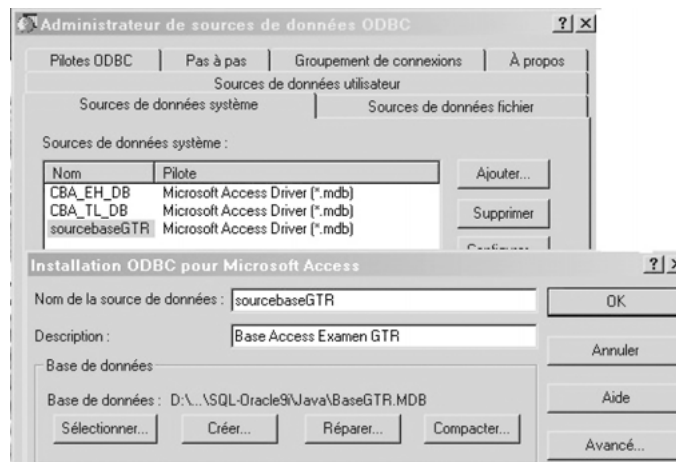 Administrateur de sources de données ODBC
Pilotes ODBC Pas à pas Groupement de connexions À propos
Sources de données utilisateur
Sources de données système Sources de données fichier
Sources de données système :
Nom Pilote
CBA_EH_DB Microsoft Access Driver (*.mdb)
CBA_TL_DB Microsoft Access Driver (*.mdb)
sourcebaseGTR Microsoft Access Driver (*.mdb)
Ajouter...
Supprimer
Configurer...
Installation ODBC pour Microsoft Access
Nom de la source de données : sourcebaseGTR
Description : Base Access Examen GTR
Base de données
Base de données : D:\...\SQL-Oracle9i\Java\BaseGTR.MDB
Sélectionner... Créer... Réparer... Compacter...
OK
Annuler
Aide
Avancé...